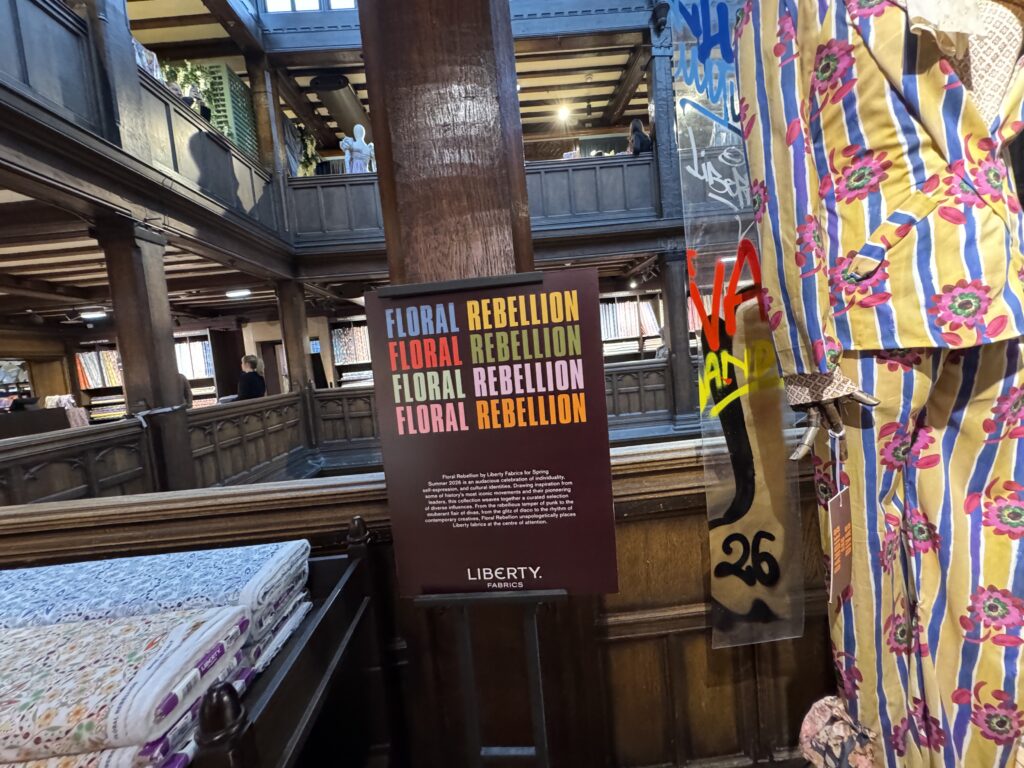 FLORAL REBELLION
FLORAL REBELLION
FLORAL REBELLION
FLORAL REBELLION
Floral Rebellion by Liberty Fabrics for Spring
Summer 2026 is an audacious celebration of individuality,
self-expression, and cultural identities. Drawing inspiration from
some of history's most iconic movements and their pioneering
leaders, this collection weaves together a curated selection
of diverse influences. From the rebellious temper of punk to the
exuberant flair of divas, from the glitz of disco to the rhythm of
contemporary creatives, Floral Rebellion unapologetically places
Liberty fabrics at the centre of attention.
LIBERTY.
FABRICS
VIA
AND
26
LIBERTY